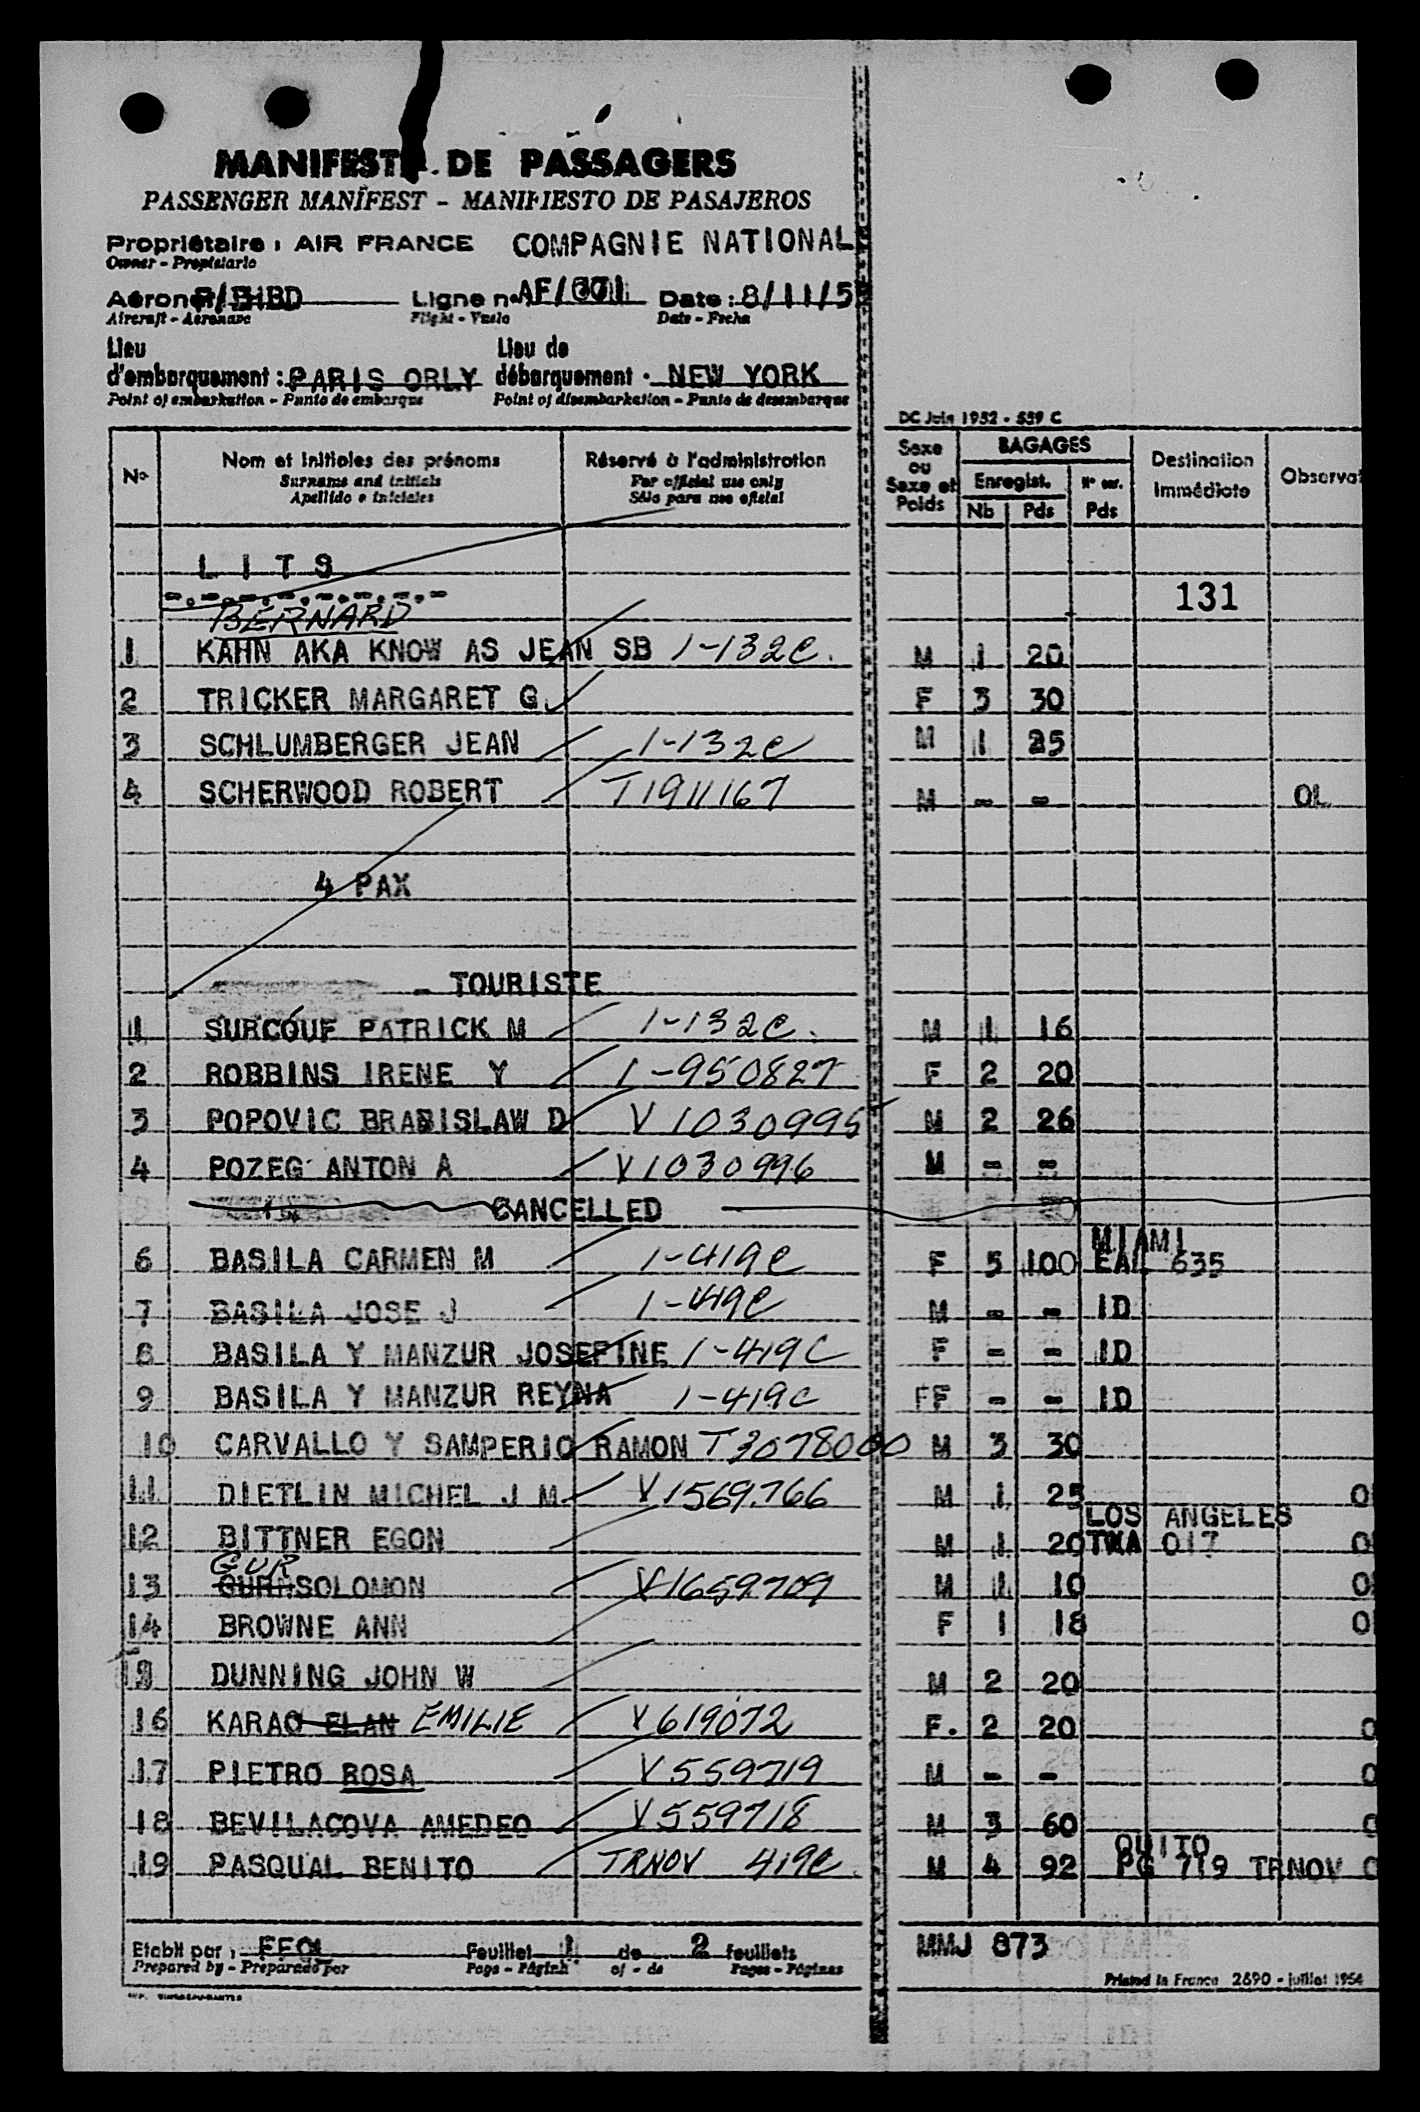 MANIFESTE DE PASSAGERS
PASSENGER MANIFEST - MANIFIESTO DE PASAJEROS
Propriétaire : AIR FRANCE COMPAGNIE NATIONAL
Owner - Propietario
Aéronef Ligne n° AF/ Date : 8/11/5
Aircraft - Aeronave Flight - Vuelo Date - Fecha
Lieu Lieu de
d'embarquement : PARIS ORLY débarquement . NEW YORK
Point of embarkation - Punto de embarque Point of disembarkation - Punto de desembarque
DC Juin 1952 - 539 C
No Nom et initiales des prénoms Réservé à l'administration Sexe ou Sexe et Poids BAGAGES Destination immédiate Observat
Surname and initials For official use only Enregist. N° enr.
Apellido e iniciales Sólo para uso oficial Nb Pds Pds
L I T S
131
BERNARD
1 KAHN AKA KNOW AS JEAN SB 1-132C. M 1 20
2 TRICKER MARGARET G. F 3 30
3 SCHLUMBERGER JEAN 1-132C M 1 25
4 SCHERWOOD ROBERT T1911167 M - - OL
4 PAX
- TOURISTE
1 SURCOUF PATRICK M 1-132C. M 1 16
2 ROBBINS IRENE Y 1-950827 F 2 20
3 POPOVIC BRABISLAW D V 1030995 M 2 26
4 POZEG ANTON A V1030996 M - -
CANCELLED
MIAMI
6 BASILA CARMEN M 1-419C F 5 100 EAL 635
7 BASILA JOSE J 1-419C M - - ID
8 BASILA Y MANZUR JOSEFINE 1-419C F - - ID
9 BASILA Y MANZUR REYNA 1-419C FF - - ID
10 CARVALLO Y SAMPERIO RAMON T3078000 M 3 30
11 DIETLIN MICHEL J M V1569766 M 1 25 O
LOS ANGELES
12 BITTNER EGON M 1 20 TWA 017 O
GUR
13 SOLOMON V1659709 M 1 10 O
14 BROWNE ANN F 1 18 O
15 DUNNING JOHN W M 2 20
16 KARAO ELAN EMILIE V619072 F. 2 20 O
17 PIETRO ROSA V559719 M - - O
18 BEVILACOVA AMEDEO V559718 M 3 60 O
QUITO
19 PASQUAL BENITO TRNOV 419C M 4 92 PG 719 TRNOV O
Etabli par : Feuillet 1 de 2 feuillets MMJ 873
Prepared by - Preparado por Page - Página of - de Pages - Páginas
Printed in France 2690 - juillet 1954